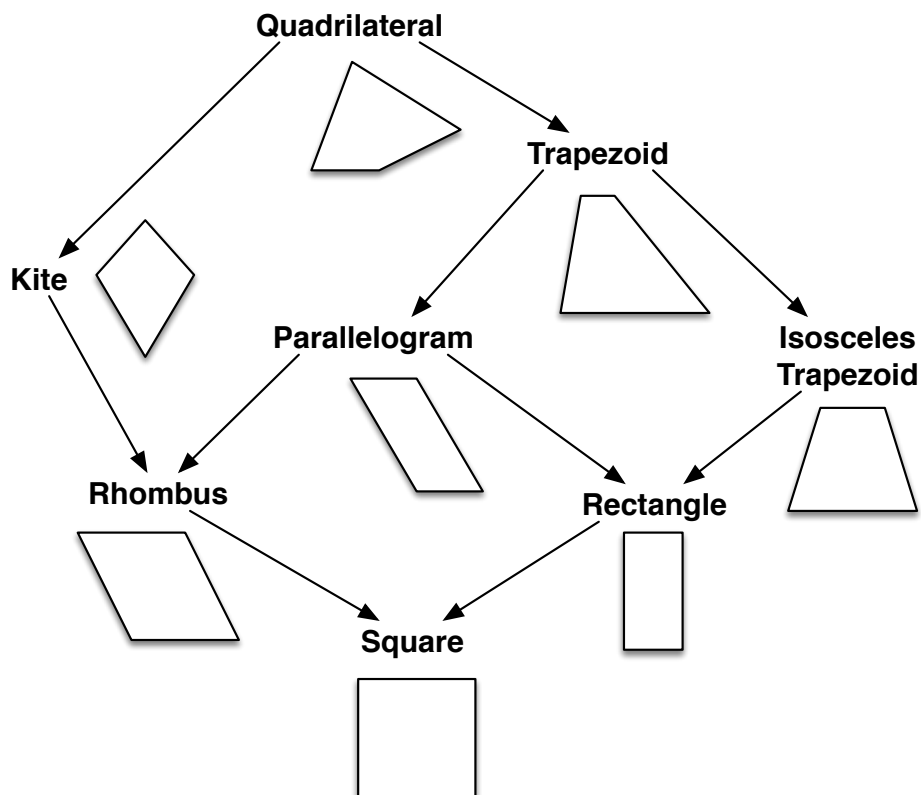 Quadrilateral
Trapezoid
Kite
Parallelogram
Isosceles
Trapezoid
Rhombus
Rectangle
Square